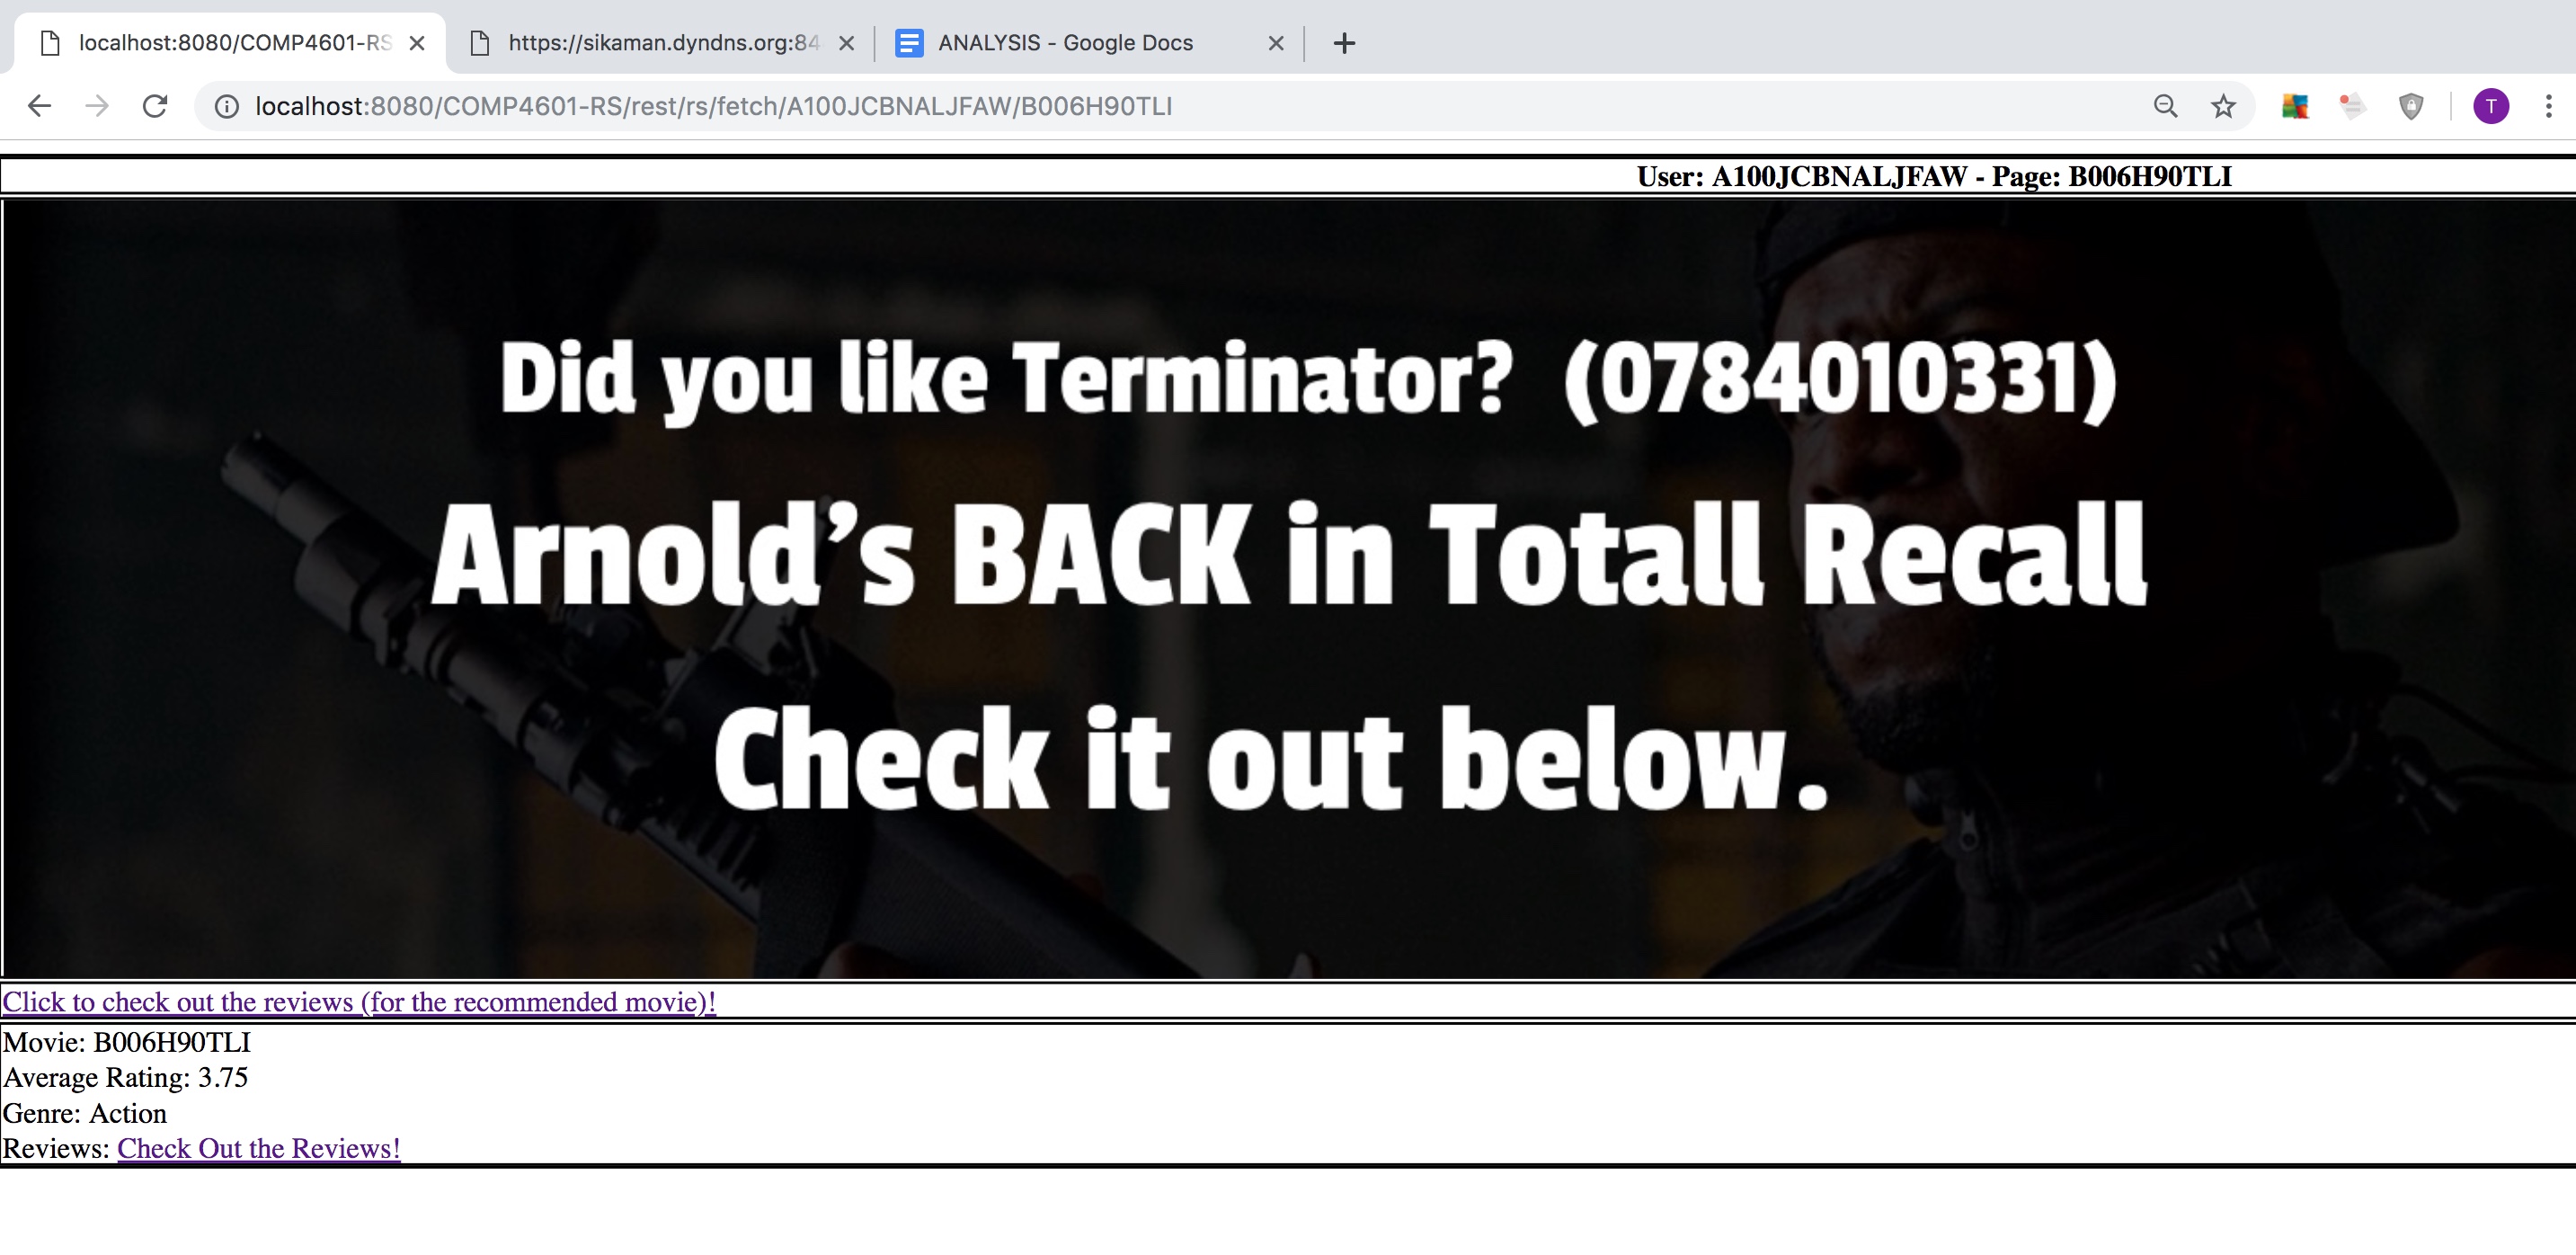 localhost:8080/COMP4601-RS
https://sikaman.dyndns.org:84
ANALYSIS - Google Docs
localhost:8080/COMP4601-RS/rest/rs/fetch/A100JCBNALJFAW/B006H90TLI
T
User: A100JCBNALJFAW - Page: B006H90TLI
Did you like Terminator? (0784010331)
Arnold’s BACK in Totall Recall
Check it out below.
Click to check out the reviews (for the recommended movie)!
Movie: B006H90TLI
Average Rating: 3.75
Genre: Action
Reviews: Check Out the Reviews!